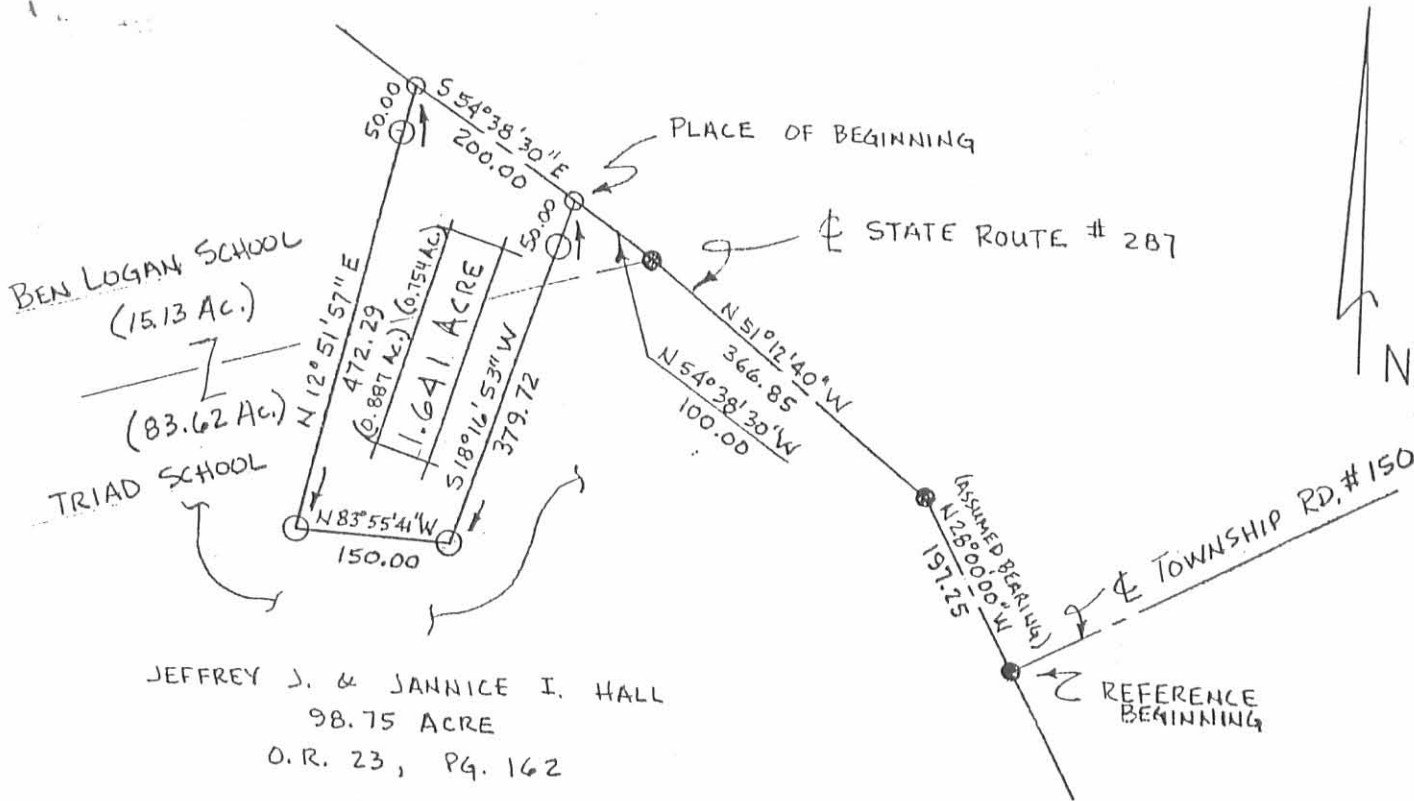 S 54°38'30" E
200.00
50.00
PLACE OF BEGINNING
50.00
℄ STATE ROUTE # 287
BEN LOGAN SCHOOL
(15.13 AC.)
(83.62 AC.)
TRIAD SCHOOL
N 12°51'57" E
472.29
(0.887 AC.) (0.754 AC.)
1.641 ACRE
S 18°16'53" W
379.72
N 83°55'41" W
150.00
N 51°12'40" W
366.85
N 54°38'30" W
100.00
N
(ASSUMED BEARING)
N 28°00'00" W
197.25
℄ TOWNSHIP RD. # 150
REFERENCE
BEGINNING
JEFFREY J. & JANNICE I. HALL
98.75 ACRE
O.R. 23, PG. 162